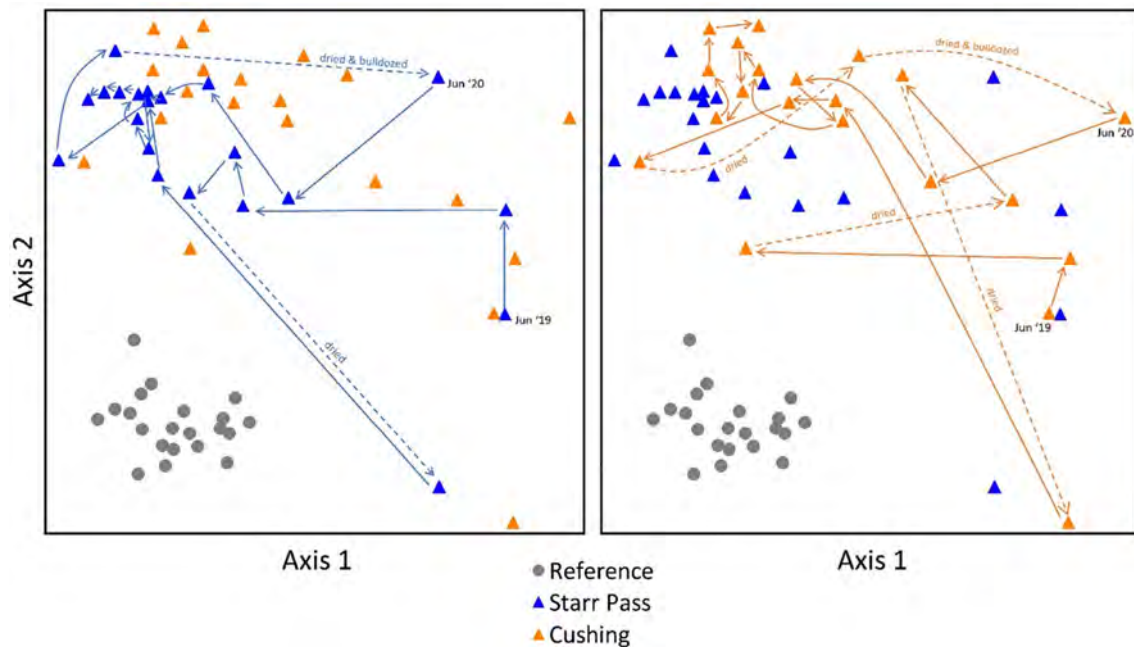 dried & bulldozed
Jun '20
dried
Jun '19
Axis 2
Axis 1
dried & bulldozed
Jun '20
dried
dried
dried
Jun '19
Axis 1
Reference
Starr Pass
Cushing